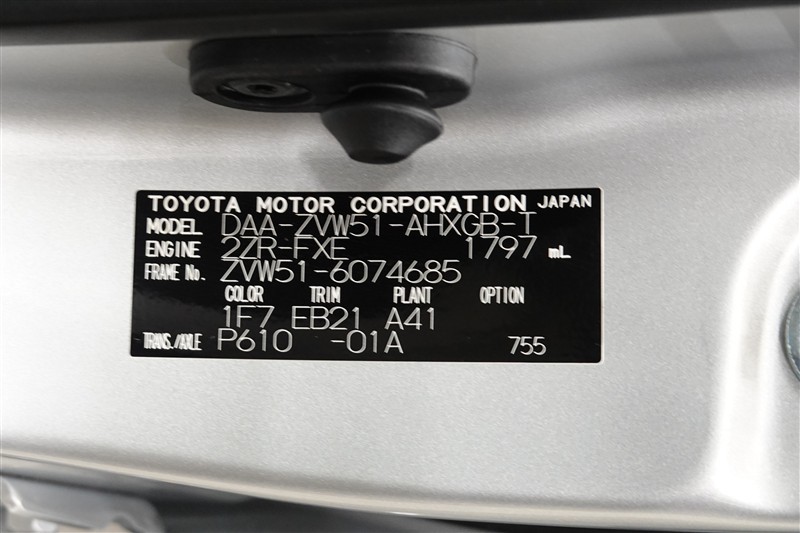 TOYOTA MOTOR CORPORATION JAPAN
MODEL DAA-ZVW51-AHXGB-T
ENGINE 2ZR-FXE 1797 mL
FRAME No. ZVW51-6074685
COLOR TRIM PLANT OPTION
1F7 EB21 A41
TRANS./AXLE P610 -01A 755